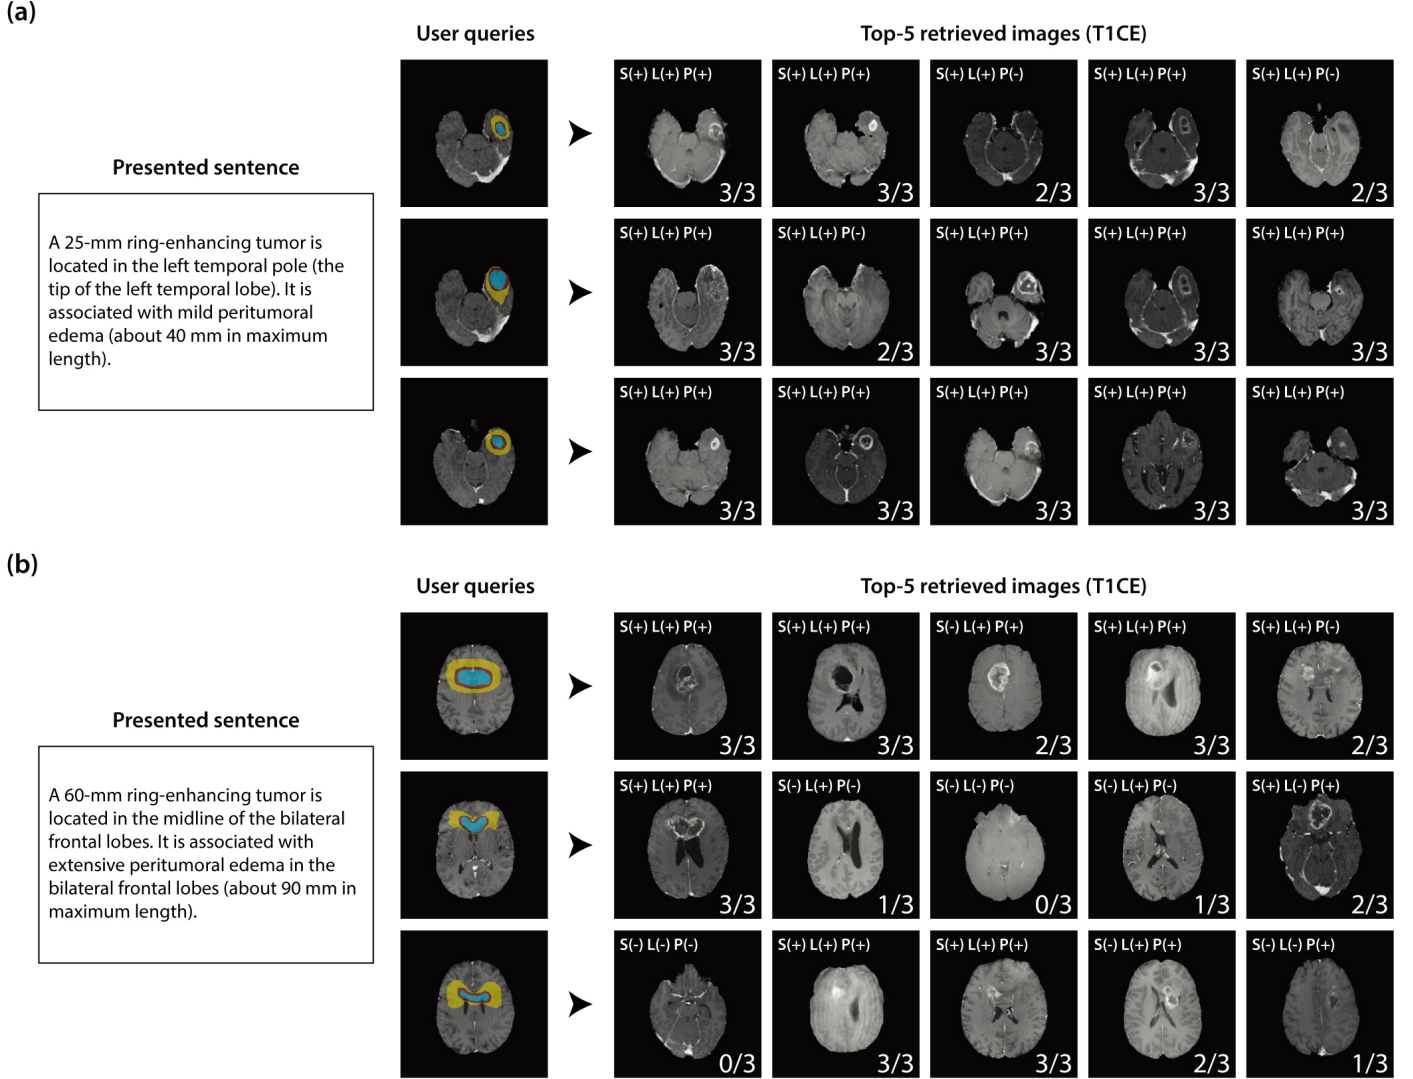 (a)
User queries
Top-5 retrieved images (T1CE)
Presented sentence
A 25-mm ring-enhancing tumor is
located in the left temporal pole (the
tip of the left temporal lobe). It is
associated with mild peritumoral
edema (about 40 mm in maximum
length).
S(+) L(+) P(+)
3/3
S(+) L(+) P(+)
3/3
S(+) L(+) P(-)
2/3
S(+) L(+) P(+)
3/3
S(+) L(+) P(-)
2/3
S(+) L(+) P(+)
3/3
S(+) L(+) P(-)
2/3
S(+) L(+) P(+)
3/3
S(+) L(+) P(+)
3/3
S(+) L(+) P(+)
3/3
S(+) L(+) P(+)
3/3
S(+) L(+) P(+)
3/3
S(+) L(+) P(+)
3/3
S(+) L(+) P(+)
3/3
S(+) L(+) P(+)
3/3
(b)
User queries
Top-5 retrieved images (T1CE)
Presented sentence
A 60-mm ring-enhancing tumor is
located in the midline of the bilateral
frontal lobes. It is associated with
extensive peritumoral edema in the
bilateral frontal lobes (about 90 mm in
maximum length).
S(+) L(+) P(+)
3/3
S(+) L(+) P(+)
3/3
S(-) L(+) P(+)
2/3
S(+) L(+) P(+)
3/3
S(+) L(+) P(-)
2/3
S(+) L(+) P(+)
3/3
S(-) L(+) P(-)
1/3
S(-) L(-) P(-)
0/3
S(-) L(+) P(-)
1/3
S(+) L(-) P(+)
2/3
S(-) L(-) P(-)
0/3
S(+) L(+) P(+)
3/3
S(+) L(+) P(+)
3/3
S(-) L(+) P(+)
2/3
S(-) L(-) P(+)
1/3